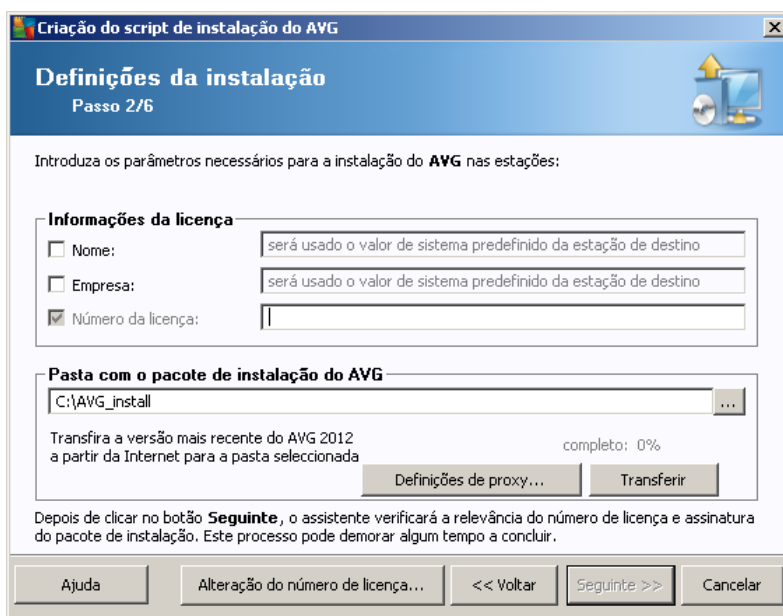 Criação do script de instalação do AVG
Definições da instalação
Passo 2/6
Introduza os parâmetros necessários para a instalação do AVG nas estações:
Informações da licença
Nome: será usado o valor de sistema predefinido da estação de destino
Empresa: será usado o valor de sistema predefinido da estação de destino
Número da licença:
Pasta com o pacote de instalação do AVG
C:\AVG_install ...
Transfira a versão mais recente do AVG 2012
a partir da Internet para a pasta seleccionada
completo: 0%
Definições de proxy... Transferir
Depois de clicar no botão Seguinte, o assistente verificará a relevância do número de licença e assinatura
do pacote de instalação. Este processo pode demorar algum tempo a concluir.
Ajuda Alteração do número de licença... << Voltar Seguinte >> Cancelar